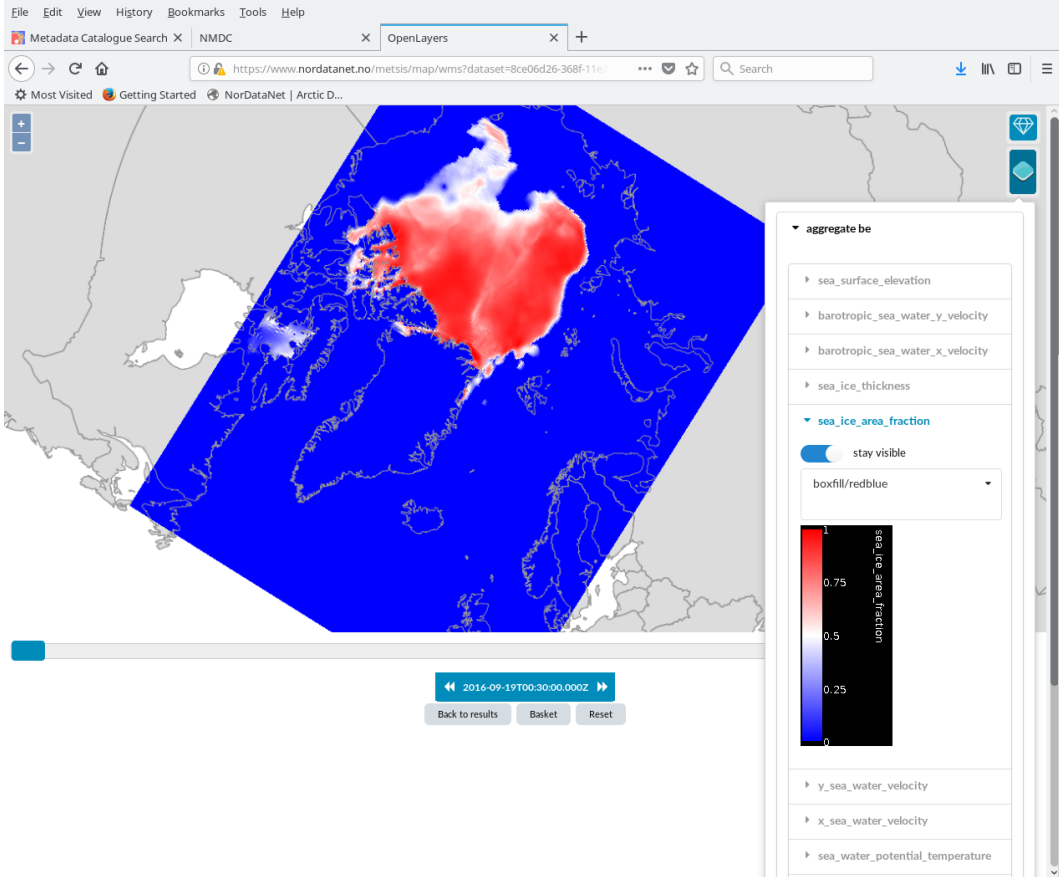 File Edit View History Bookmarks Tools Help
Metadata Catalogue Search NMDC OpenLayers
https://www.nordatanet.no/metsis/map/wms?dataset=8ce06d26-368f-11e7 Search
Most Visited Getting Started NorDataNet | Arctic D...
+
−
aggregate be
sea_surface_elevation
barotropic_sea_water_y_velocity
barotropic_sea_water_x_velocity
sea_ice_thickness
sea_ice_area_fraction
stay visible
boxfill/redblue
1
0.75
0.5
0.25
0
sea_ice_area_fraction
2016-09-19T00:30:00.000Z
Back to results Basket Reset
y_sea_water_velocity
x_sea_water_velocity
sea_water_potential_temperature